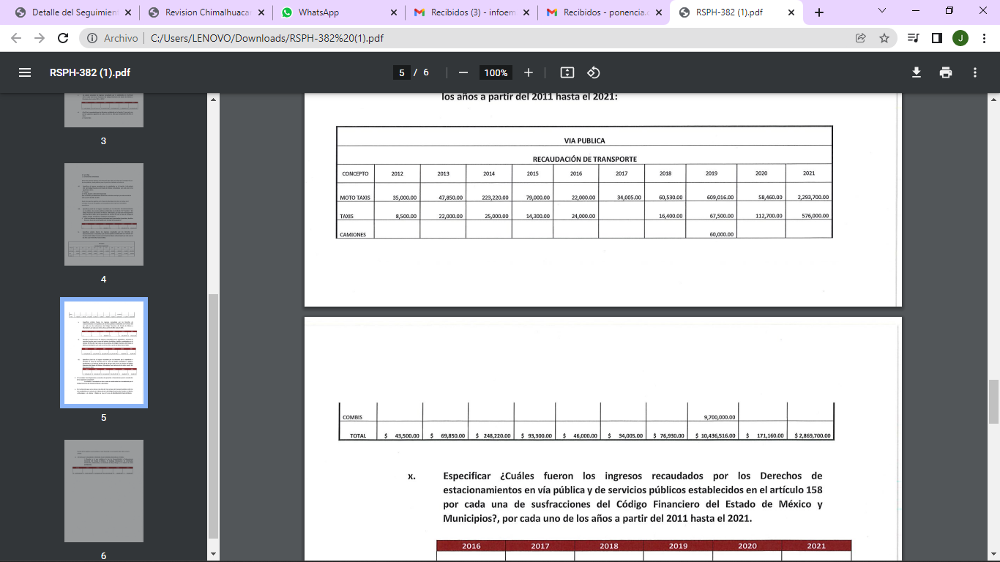 Detalle del Seguimien
Revision Chimalhuaca
WhatsApp
Recibidos (3) - infoem
Recibidos - ponencia.
RSPH-382 (1).pdf
Archivo
C:/Users/LENOVO/Downloads/RSPH-382%20(1).pdf
J
RSPH-382 (1).pdf
5 / 6
100%
3
4
5
6
los años a partir del 2011 hasta el 2021:
VIA PUBLICA
RECAUDACIÓN DE TRANSPORTE
CONCEPTO 2012 2013 2014 2015 2016 2017 2018 2019 2020 2021
MOTO TAXIS 35,000.00 47,850.00 223,220.00 79,000.00 22,000.00 34,005.00 60,530.00 609,016.00 58,460.00 2,293,700.00
TAXIS 8,500.00 22,000.00 25,000.00 14,300.00 24,000.00 16,400.00 67,500.00 112,700.00 576,000.00
CAMIONES 60,000.00
COMBIS 9,700,000.00
TOTAL $ 43,500.00 $ 69,850.00 $ 248,220.00 $ 93,300.00 $ 46,000.00 $ 34,005.00 $ 76,930.00 $ 10,436,516.00 $ 171,160.00 $ 2,869,700.00
x. Especificar ¿Cuáles fueron los ingresos recaudados por los Derechos de
estacionamientos en vía pública y de servicios públicos establecidos en el artículo 158
por cada una de susfracciones del Código Financiero del Estado de México y
Municipios?, por cada uno de los años a partir del 2011 hasta el 2021.
2016 2017 2018 2019 2020 2021